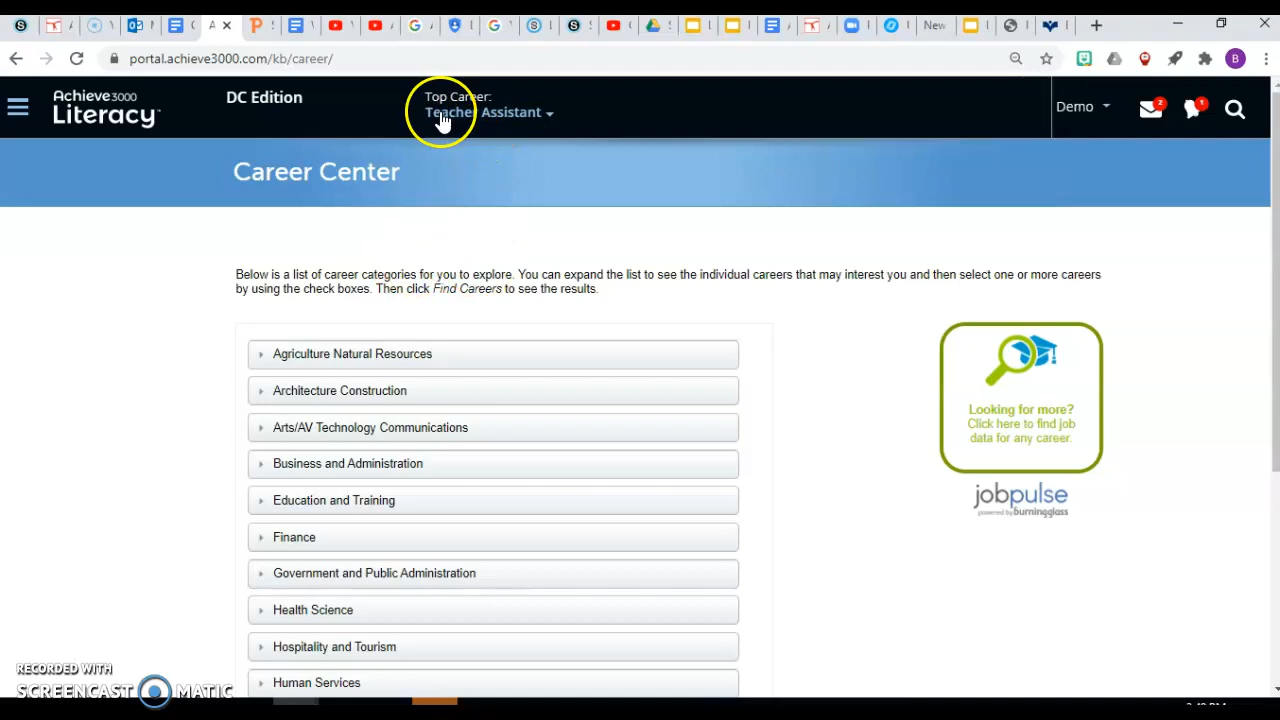 A
portal.achieve3000.com/kb/career/
New
B
Achieve3000
Literacy
DC Edition
Top Career:
Teacher Assistant
Demo
2
1
Career Center
Below is a list of career categories for you to explore. You can expand the list to see the individual careers that may interest you and then select one or more careers
by using the check boxes. Then click Find Careers to see the results.
Agriculture Natural Resources
Architecture Construction
Arts/AV Technology Communications
Business and Administration
Education and Training
Finance
Government and Public Administration
Health Science
Hospitality and Tourism
Human Services
Looking for more?
Click here to find job
data for any career.
jobpulse
powered by burningglass
RECORDED WITH
SCREENCAST MATIC